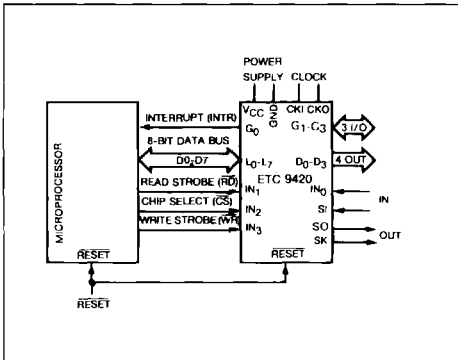 POWER
SUPPLY CLOCK
VCC GND CKI CKO
INTERRUPT (INTR) G0 G1-G3 3 I/O
8-BIT DATA BUS
D0-D7 L0-L7 D0-D3 4 OUT
ETC 9420
READ STROBE (RD) IN1 IN0
CHIP SELECT (CS) IN2 SI IN
WRITE STROBE (WR) IN3 SO
SK OUT
MICROPROCESSOR
RESET RESET
RESET